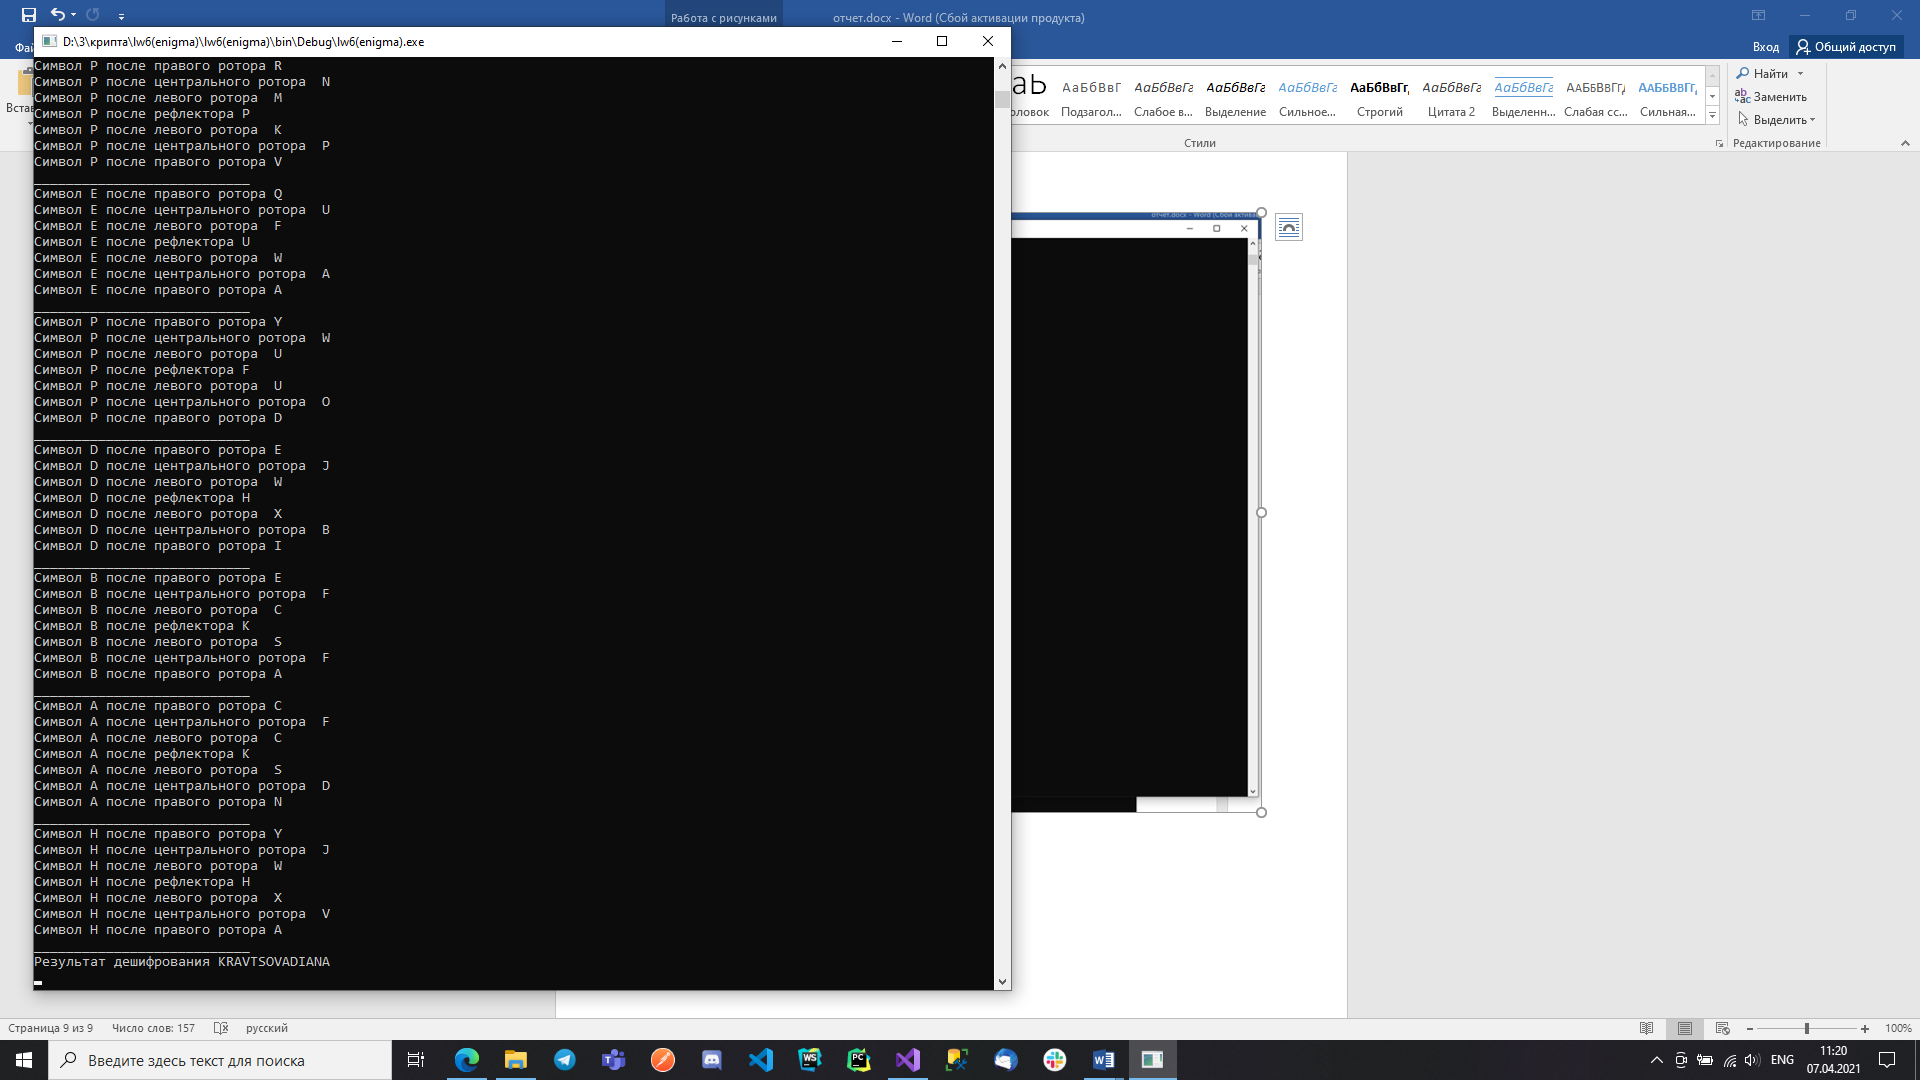 Работа с рисунками
отчет.docx - Word (Сбой активации продукта)
D:\3\крипта\lw6(enigma)\lw6(enigma)\bin\Debug\lw6(enigma).exe
Вход
Общий доступ
Символ P после правого ротора R
Символ P после центрального ротора  N
Символ P после левого ротора  M
Символ P после рефлектора P
Символ P после левого ротора  K
Символ P после центрального ротора  P
Символ P после правого ротора V
___________________________
Символ E после правого ротора Q
Символ E после центрального ротора  U
Символ E после левого ротора  F
Символ E после рефлектора U
Символ E после левого ротора  W
Символ E после центрального ротора  A
Символ E после правого ротора A
___________________________
Символ P после правого ротора Y
Символ P после центрального ротора  W
Символ P после левого ротора  U
Символ P после рефлектора F
Символ P после левого ротора  U
Символ P после центрального ротора  O
Символ P после правого ротора D
___________________________
Символ D после правого ротора E
Символ D после центрального ротора  J
Символ D после левого ротора  W
Символ D после рефлектора H
Символ D после левого ротора  X
Символ D после центрального ротора  B
Символ D после правого ротора I
___________________________
Символ B после правого ротора E
Символ B после центрального ротора  F
Символ B после левого ротора  C
Символ B после рефлектора K
Символ B после левого ротора  S
Символ B после центрального ротора  F
Символ B после правого ротора A
___________________________
Символ A после правого ротора C
Символ A после центрального ротора  F
Символ A после левого ротора  C
Символ A после рефлектора K
Символ A после левого ротора  S
Символ A после центрального ротора  D
Символ A после правого ротора N
___________________________
Символ H после правого ротора Y
Символ H после центрального ротора  J
Символ H после левого ротора  W
Символ H после рефлектора H
Символ H после левого ротора  X
Символ H после центрального ротора  V
Символ H после правого ротора A
___________________________
Результат дешифрования KRAVTSOVADIANA
АаБбВвГ АаБбВвГг АаБбВвГг АаБбВвГг АаБбВвГг, АаБбВвГг АаБбВвГг ААББВВГГ, ААББВВГГ,
Подзагол... Слабое в... Выделение Сильное... Строгий Цитата 2 Выделенн... Слабая сс... Сильная...
Стили
Найти
Заменить
Выделить
Редактирование
Страница 9 из 9 Число слов: 157 русский
100%
Введите здесь текст для поиска
WS
PC
ENG
11:20
07.04.2021